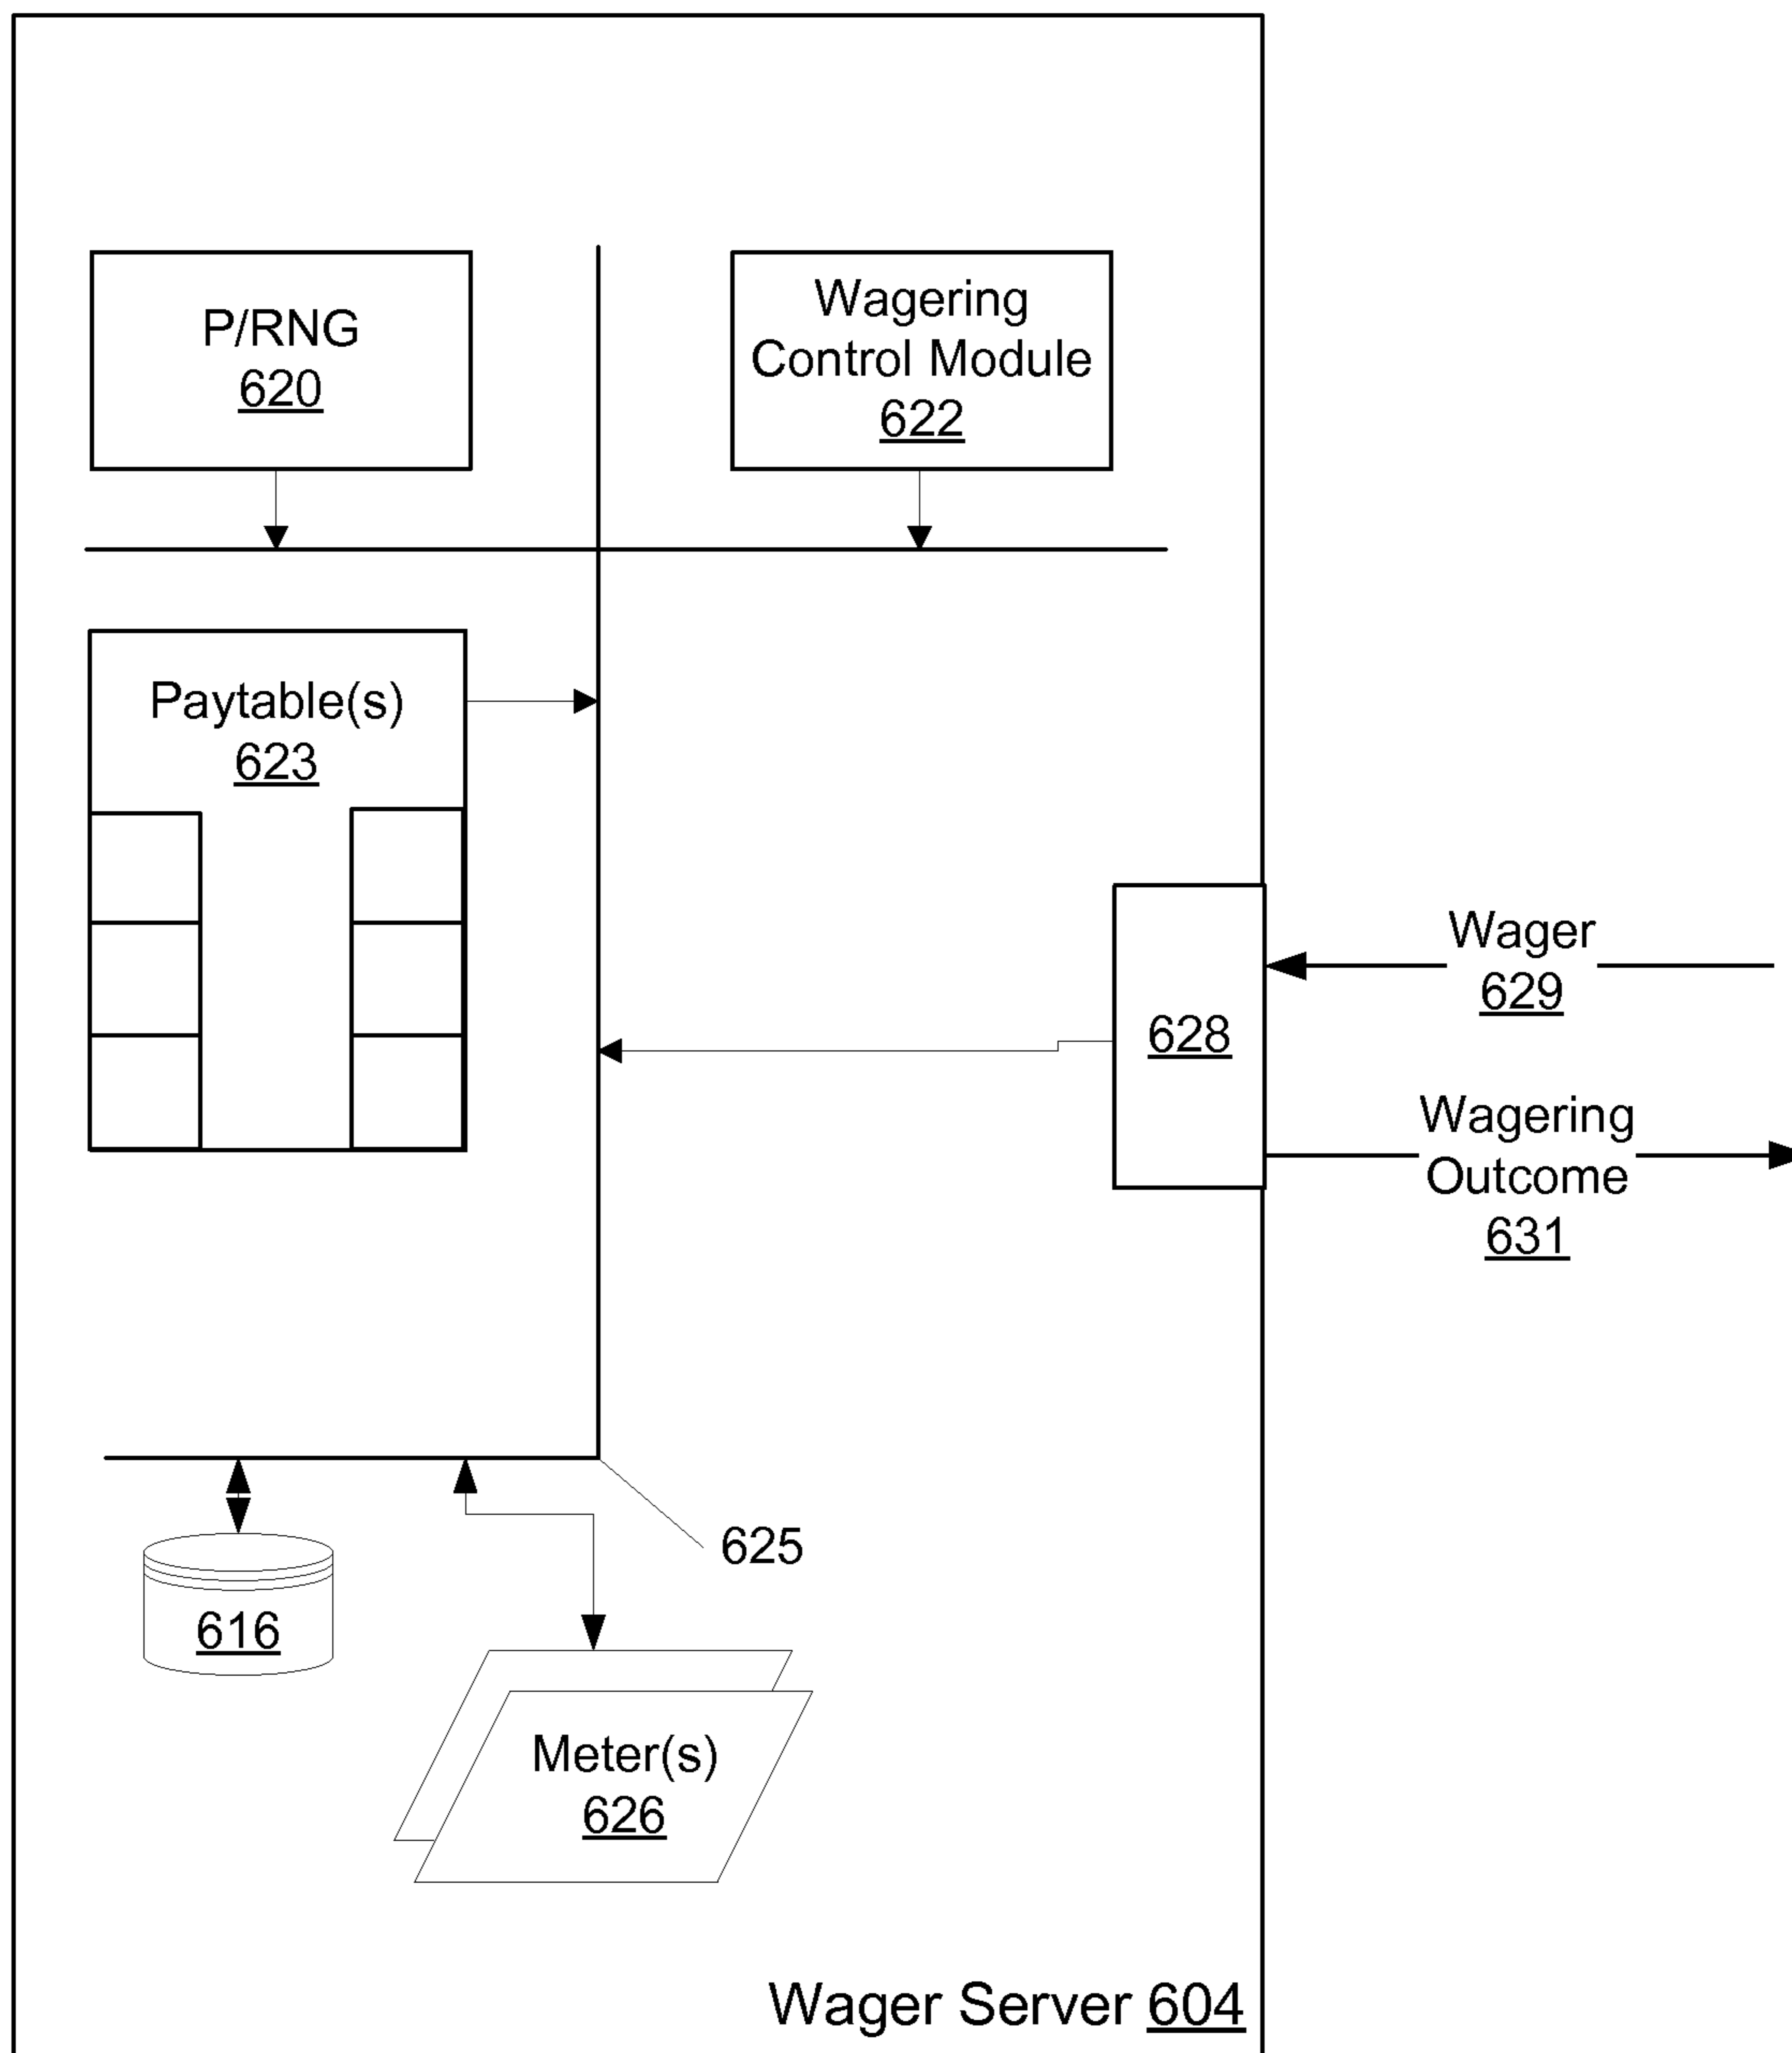 P/RNG
620
Wagering
Control Module
622
Paytable(s)
623
Wager
629
628
Wagering
Outcome
631
625
616
Meter(s)
626
Wager Server 604